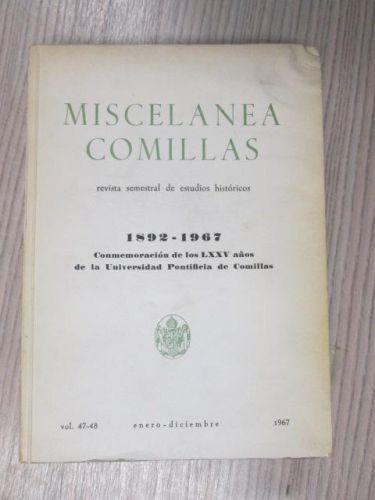 MISCELANEA
COMILLAS
revista semestral de estudios históricos
1892-1967
Conmemoración de los LXXV años
de la Universidad Pontificia de Comillas
vol. 47-48 enero-diciembre 1967